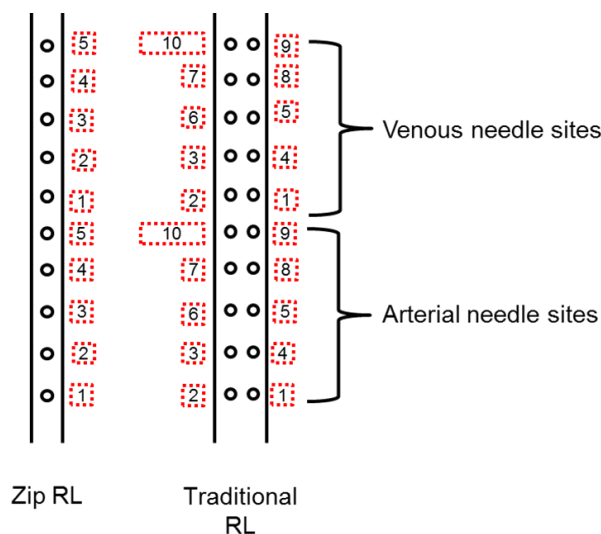 5 10 9
4 7 8
3 6 5
Venous needle sites
2 3 4
1 2 1
5 10 9
4 7 8
3 6 5
Arterial needle sites
2 3 4
1 2 1
Zip RL
Traditional
RL